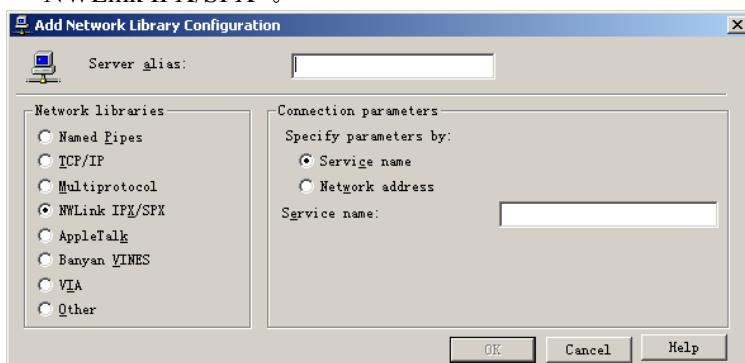 NWLink IPX/SPX”。
Add Network Library Configuration
Server alias:
Network libraries
Named Pipes
TCP/IP
Multiprotocol
NWLink IPX/SPX
AppleTalk
Banyan VINES
VIA
Other
Connection parameters
Specify parameters by:
Service name
Network address
Service name:
OK
Cancel
Help